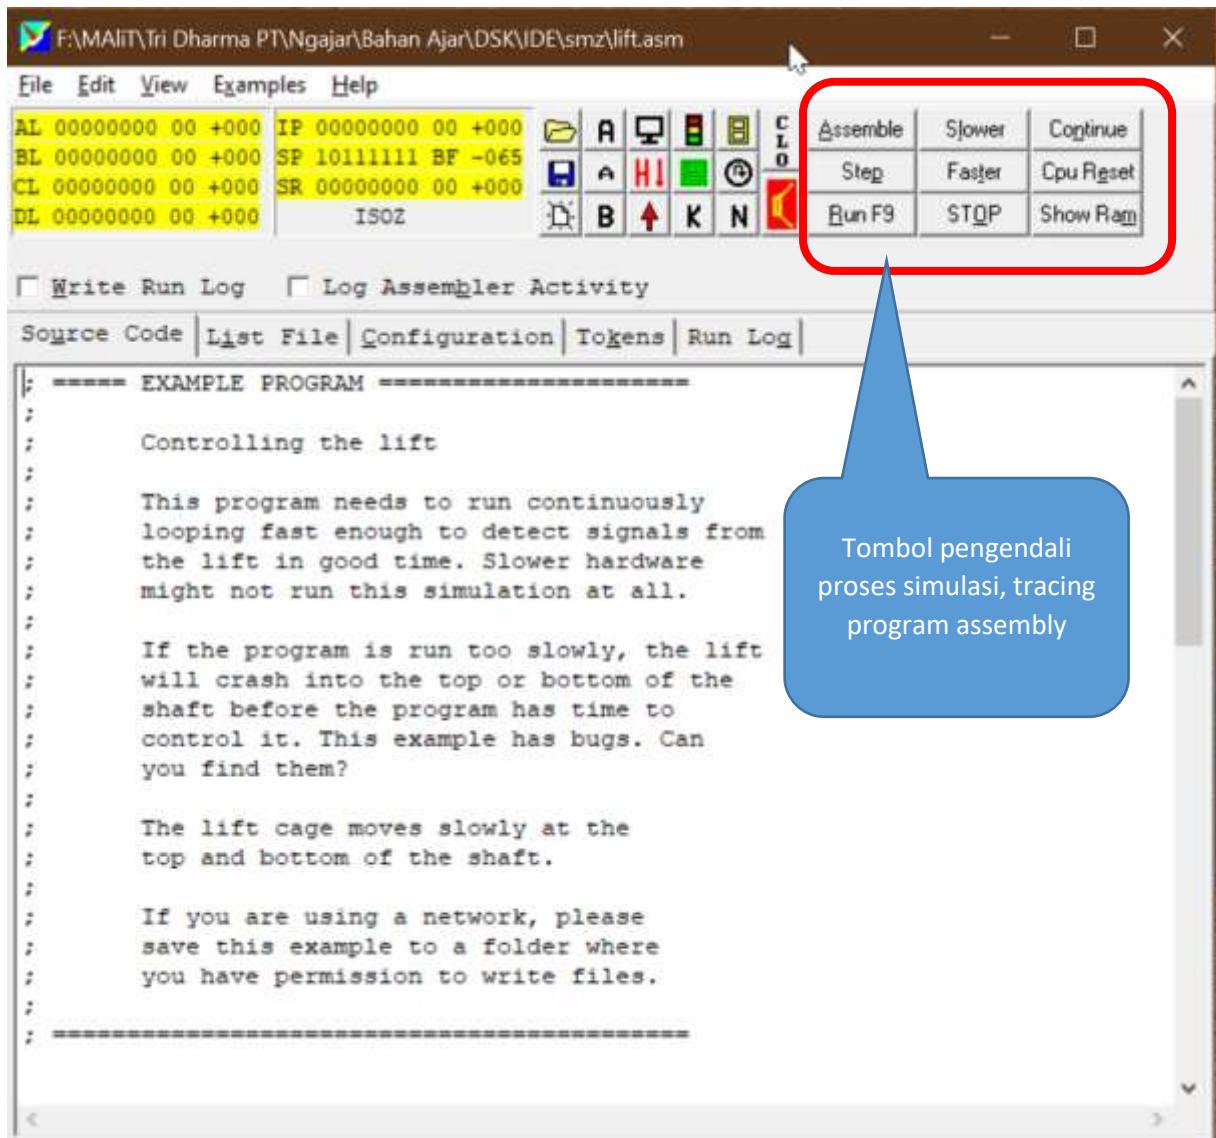 F:\MAliT\Tri Dharma PT\Ngajar\Bahan Ajar\DSK\IDE\smz\lift.asm
File Edit View Examples Help
AL 00000000 00 +000 IP 00000000 00 +000
BL 00000000 00 +000 SP 10111111 BF -065
CL 00000000 00 +000 SR 00000000 00 +000
DL 00000000 00 +000 ISOZ
A
A H
B K N
CLO
Assemble Slower Continue
Step Faster Cpu Reset
Run F9 STOP Show Ram
Write Run Log Log Assembler Activity
Source Code List File Configuration Tokens Run Log
; ===== EXAMPLE PROGRAM =====================
;
; Controlling the lift
;
; This program needs to run continuously
; looping fast enough to detect signals from
; the lift in good time. Slower hardware
; might not run this simulation at all.
;
; If the program is run too slowly, the lift
; will crash into the top or bottom of the
; shaft before the program has time to
; control it. This example has bugs. Can
; you find them?
;
; The lift cage moves slowly at the
; top and bottom of the shaft.
;
; If you are using a network, please
; save this example to a folder where
; you have permission to write files.
;
; ===========================================
Tombol pengendali
proses simulasi, tracing
program assembly